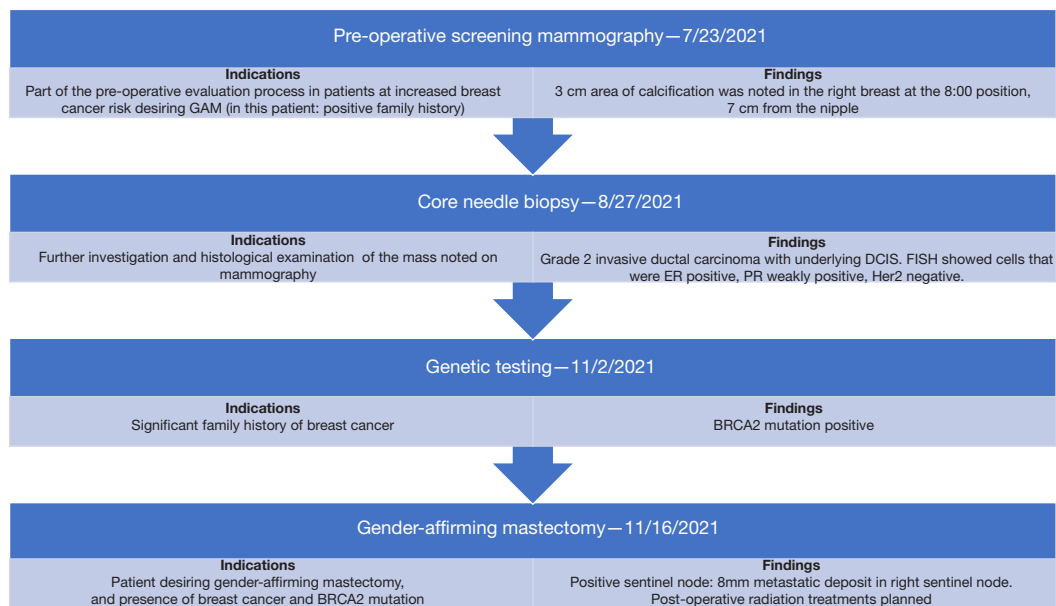 Pre-operative screening mammography—7/23/2021
Indications
Part of the pre-operative evaluation process in patients at increased breast
cancer risk desiring GAM (in this patient: positive family history)
Findings
3 cm area of calcification was noted in the right breast at the 8:00 position,
7 cm from the nipple
Core needle biopsy—8/27/2021
Indications
Further investigation and histological examination of the mass noted on
mammography
Findings
Grade 2 invasive ductal carcinoma with underlying DCIS. FISH showed cells that
were ER positive, PR weakly positive, Her2 negative.
Genetic testing—11/2/2021
Indications
Significant family history of breast cancer
Findings
BRCA2 mutation positive
Gender-affirming mastectomy—11/16/2021
Indications
Patient desiring gender-affirming mastectomy,
and presence of breast cancer and BRCA2 mutation
Findings
Positive sentinel node: 8mm metastatic deposit in right sentinel node.
Post-operative radiation treatments planned